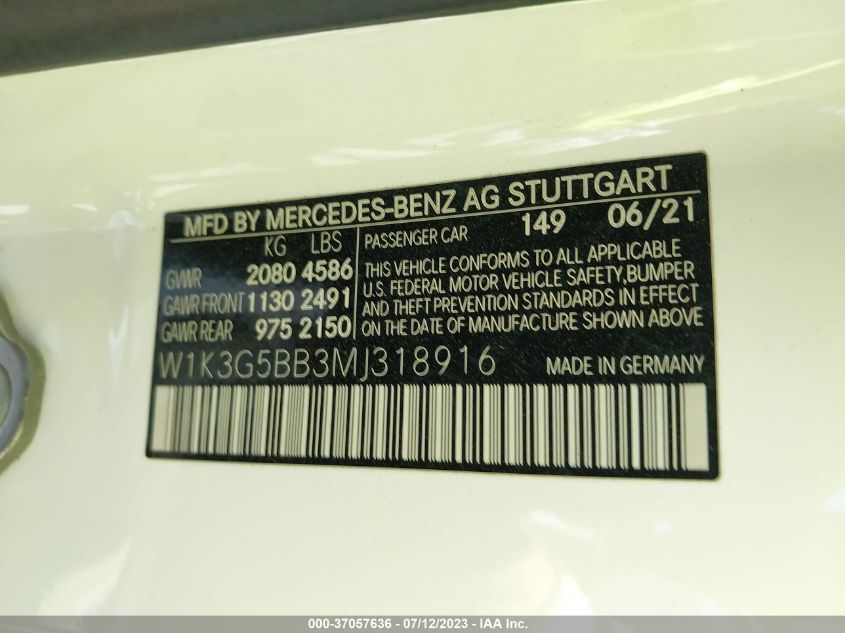 MFD BY MERCEDES-BENZ AG STUTTGART
KG LBS
GVWR 2080 4586
GAWR FRONT 1130 2491
GAWR REAR 975 2150
PASSENGER CAR 149 06/21
THIS VEHICLE CONFORMS TO ALL APPLICABLE
U.S. FEDERAL MOTOR VEHICLE SAFETY, BUMPER
AND THEFT PREVENTION STANDARDS IN EFFECT
ON THE DATE OF MANUFACTURE SHOWN ABOVE
W1K3G5BB3MJ318916 MADE IN GERMANY
000-37057636 - 07/12/2023 - © IAA, Inc.